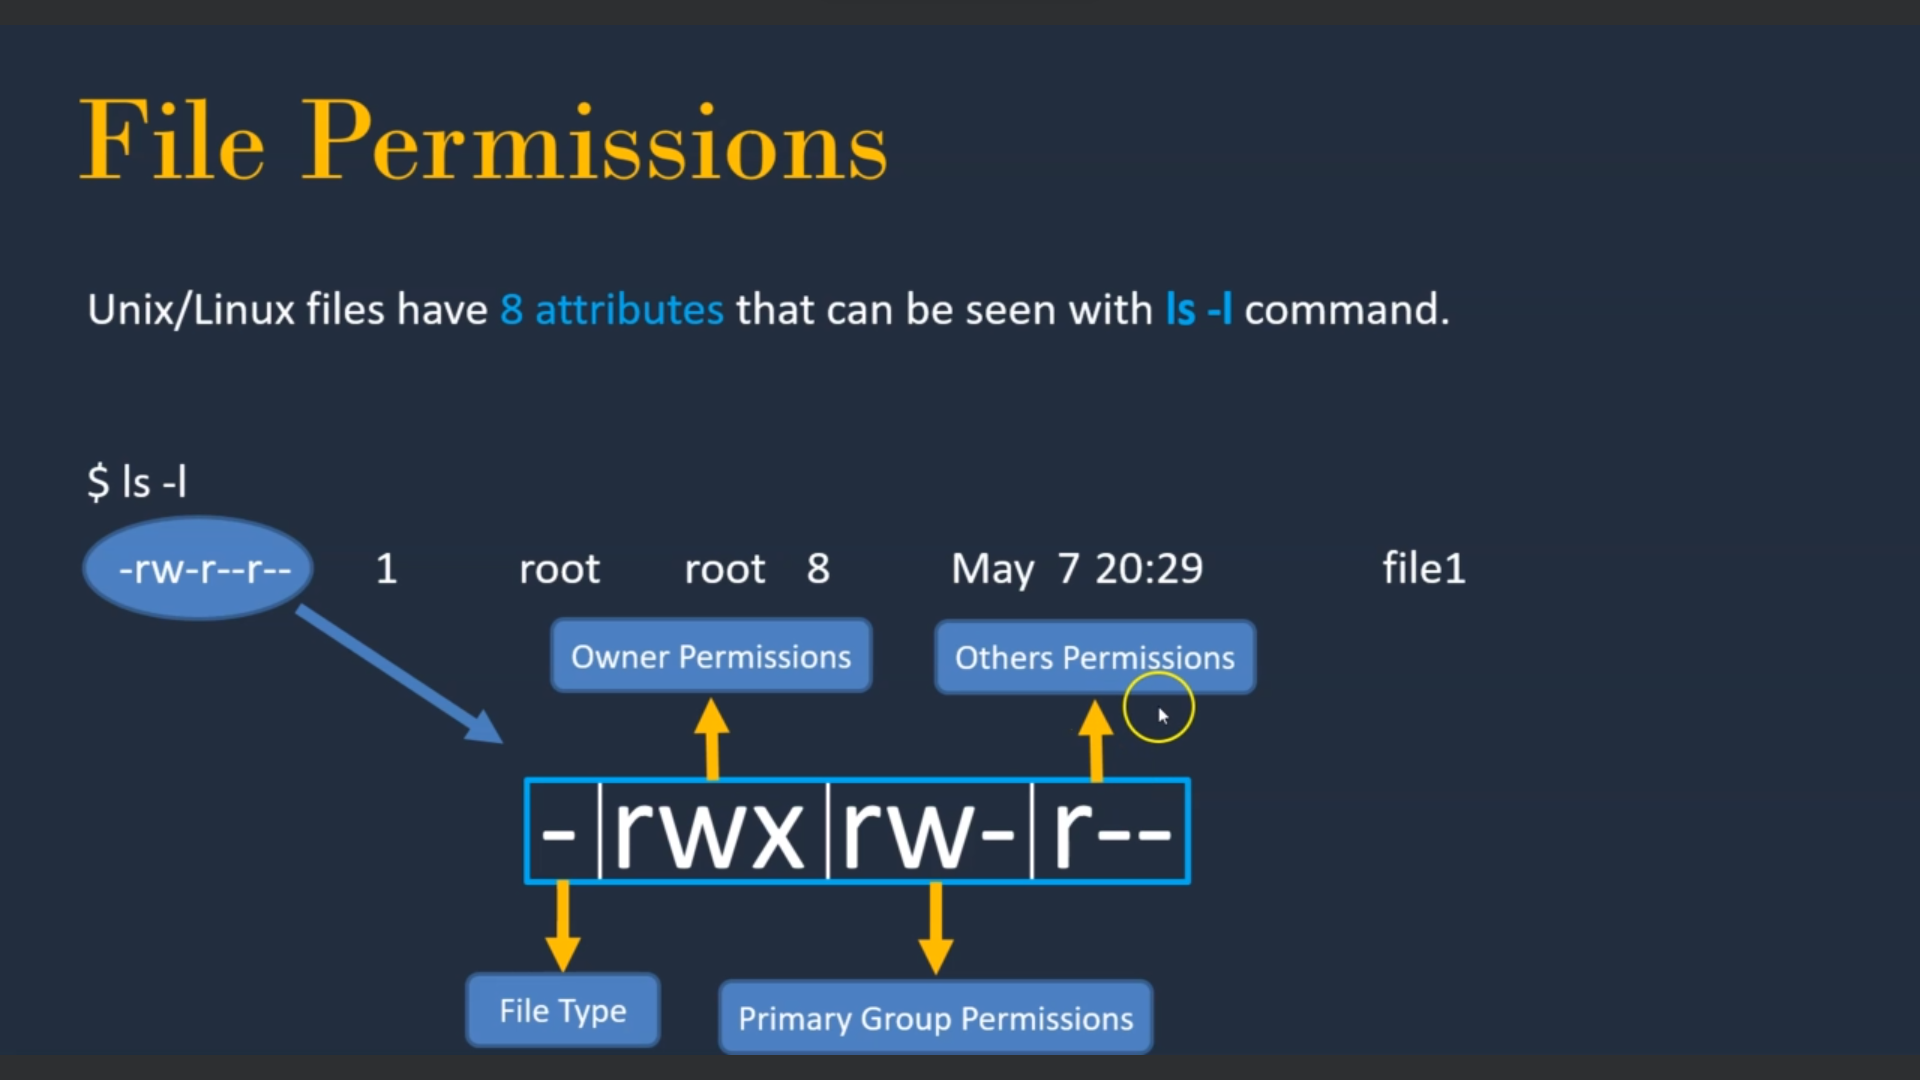 File Permissions
Unix/Linux files have 8 attributes that can be seen with ls -l command.
$ ls -l
-rw-r--r-- 1 root root 8 May 7 20:29 file1
Owner Permissions Others Permissions
- rwx rw- r--
File Type Primary Group Permissions